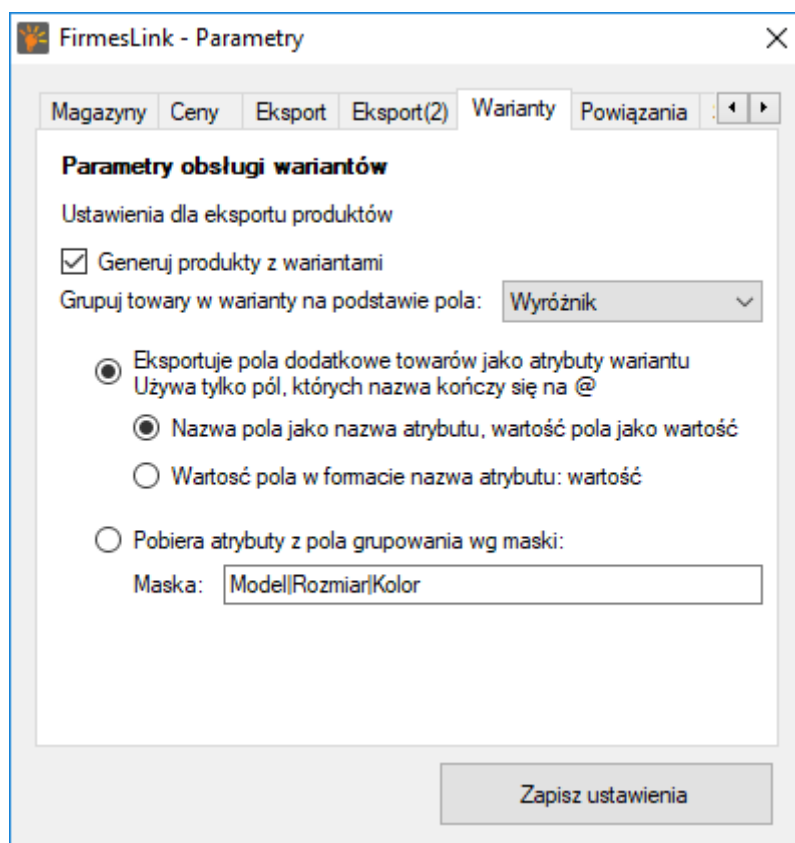 FirmesLink - Parametry
Magazyny Ceny Eksport Eksport(2) Warianty Powiązania
Parametry obsługi wariantów
Ustawienia dla eksportu produktów
Generuj produkty z wariantami
Grupuj towary w warianty na podstawie pola: Wyróżnik
Eksportuje pola dodatkowe towarów jako atrybuty wariantu
Używa tylko pól, których nazwa kończy się na @
Nazwa pola jako nazwa atrybutu, wartość pola jako wartość
Wartosć pola w formacie nazwa atrybutu: wartość
Pobiera atrybuty z pola grupowania wg maski:
Maska: Model|Rozmiar|Kolor
Zapisz ustawienia